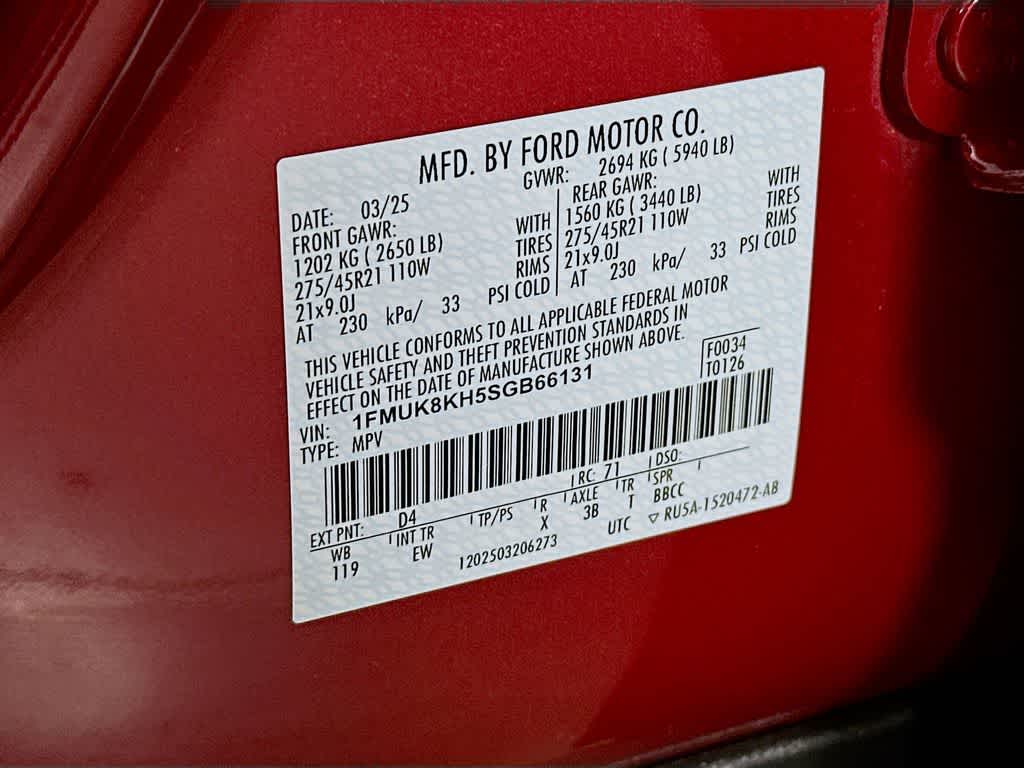 MFD. BY FORD MOTOR CO.
DATE: 03/25 GVWR: 2694 KG ( 5940 LB)
FRONT GAWR: REAR GAWR:
1202 KG ( 2650 LB) WITH 1560 KG ( 3440 LB) WITH
275/45R21 110W TIRES 275/45R21 110W TIRES
21x9.0J RIMS 21x9.0J RIMS
AT 230 kPa/ 33 PSI COLD AT 230 kPa/ 33 PSI COLD
THIS VEHICLE CONFORMS TO ALL APPLICABLE FEDERAL MOTOR
VEHICLE SAFETY AND THEFT PREVENTION STANDARDS IN
EFFECT ON THE DATE OF MANUFACTURE SHOWN ABOVE.
F0034
VIN: 1FMUK8KH5SGB66131 T0126
TYPE: MPV
EXT PNT: D4 RC: 71 DSO:
WB INT TR TP/PS R AXLE TR SPR
119 EW X 3B T BBCC
1202503206273 UTC ▽ RU5A-1520472-AB